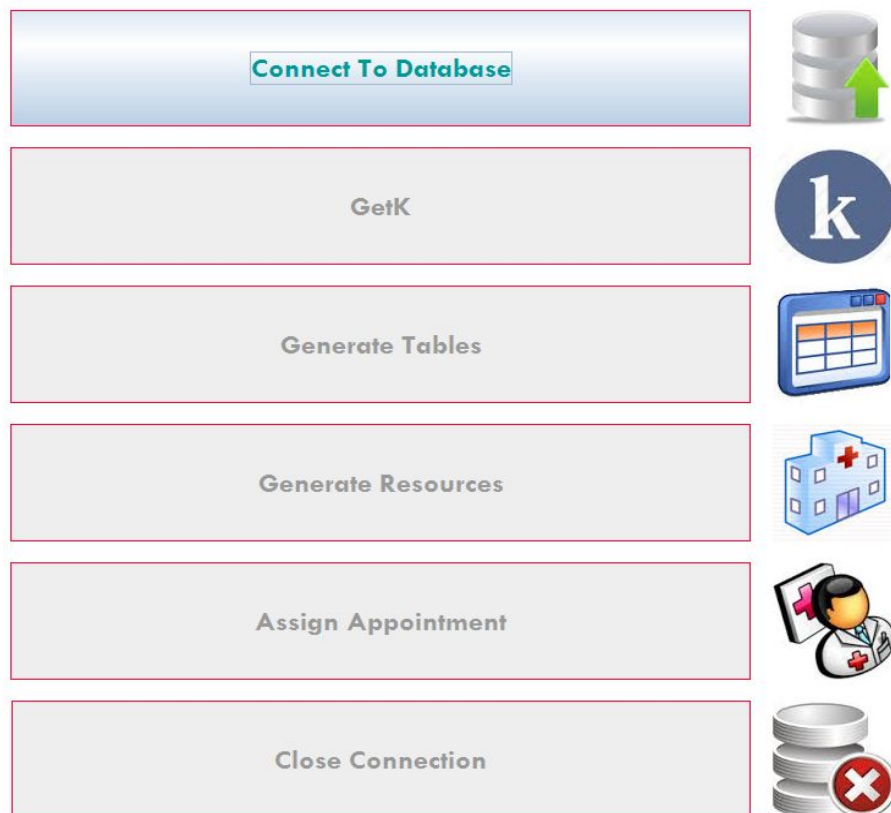 Connect To Database
GetK
k
Generate Tables
Generate Resources
Assign Appointment
Close Connection